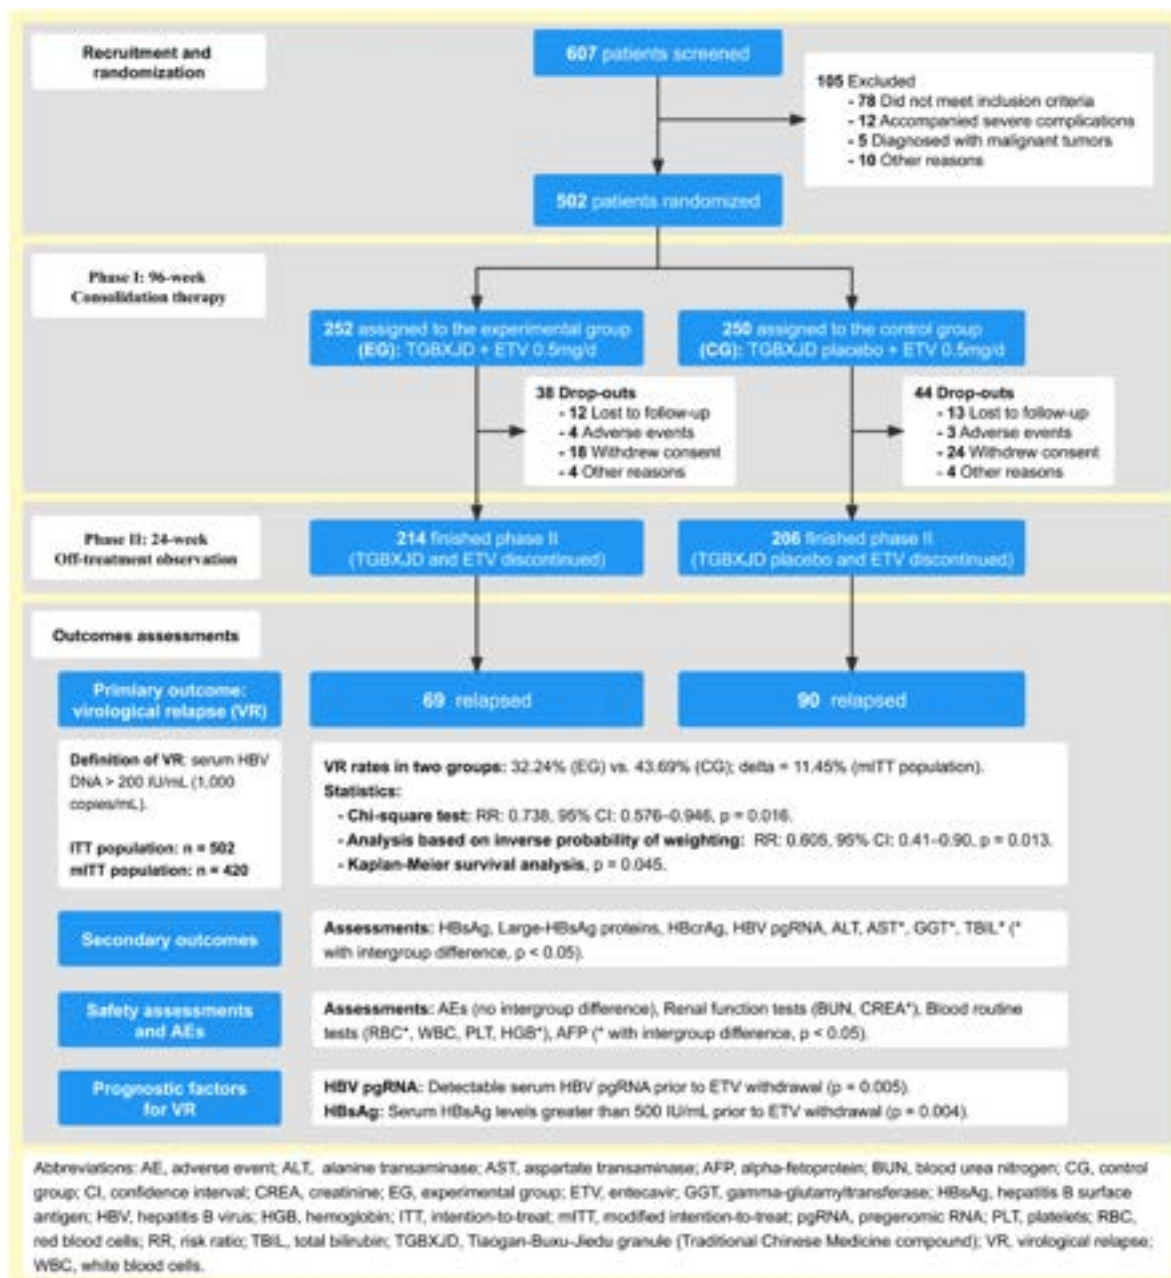 Recruitment and
randomization
607 patients screened
105 Excluded
- 78 Did not meet inclusion criteria
- 12 Accompanied severe complications
- 5 Diagnosed with malignant tumors
- 10 Other reasons
502 patients randomized
Phase I: 96-week
Consolidation therapy
252 assigned to the experimental group
(EG): TGBXJD + ETV 0.5mg/d
250 assigned to the control group
(CG): TGBXJD placebo + ETV 0.5mg/d
38 Drop-outs
- 12 Lost to follow-up
- 4 Adverse events
- 18 Withdrew consent
- 4 Other reasons
44 Drop-outs
- 13 Lost to follow-up
- 3 Adverse events
- 24 Withdrew consent
- 4 Other reasons
Phase II: 24-week
Off-treatment observation
214 finished phase II
(TGBXJD and ETV discontinued)
206 finished phase II
(TGBXJD placebo and ETV discontinued)
Outcomes assessments
Primiary outcome:
virological relapse (VR)
69 relapsed
90 relapsed
Definition of VR: serum HBV
DNA > 200 IU/mL (1,000
copies/mL).
ITT population: n = 502
mITT population: n = 420
VR rates in two groups: 32.24% (EG) vs. 43.69% (CG); delta = 11.45% (mITT population).
Statistics:
- Chi-square test: RR: 0.738, 95% CI: 0.576–0.946, p = 0.016.
- Analysis based on inverse probability of weighting: RR: 0.605, 95% CI: 0.41–0.90, p = 0.013.
- Kaplan-Meier survival analysis, p = 0.045.
Secondary outcomes
Assessments: HBsAg, Large-HBsAg proteins, HBcrAg, HBV pgRNA, ALT, AST*, GGT*, TBIL* (*
with intergroup difference, p < 0.05).
Safety assessments
and AEs
Assessments: AEs (no intergroup difference), Renal function tests (BUN, CREA*), Blood routine
tests (RBC*, WBC, PLT, HGB*), AFP (* with intergroup difference, p < 0.05).
Prognostic factors
for VR
HBV pgRNA: Detectable serum HBV pgRNA prior to ETV withdrawal (p = 0.005).
HBsAg: Serum HBsAg levels greater than 500 IU/mL prior to ETV withdrawal (p = 0.004).
Abbreviations: AE, adverse event; ALT, alanine transaminase; AST, aspartate transaminase; AFP, alpha-fetoprotein; BUN, blood urea nitrogen; CG, control
group; CI, confidence interval; CREA, creatinine; EG, experimental group; ETV, entecavir; GGT, gamma-glutamyltransferase; HBsAg, hepatitis B surface
antigen; HBV, hepatitis B virus; HGB, hemoglobin; ITT, intention-to-treat; mITT, modified intention-to-treat; pgRNA, pregenomic RNA; PLT, platelets; RBC,
red blood cells; RR, risk ratio; TBIL, total bilirubin; TGBXJD, Tiaogan-Buxu-Jiedu granule (Traditional Chinese Medicine compound); VR, virological relapse;
WBC, white blood cells.